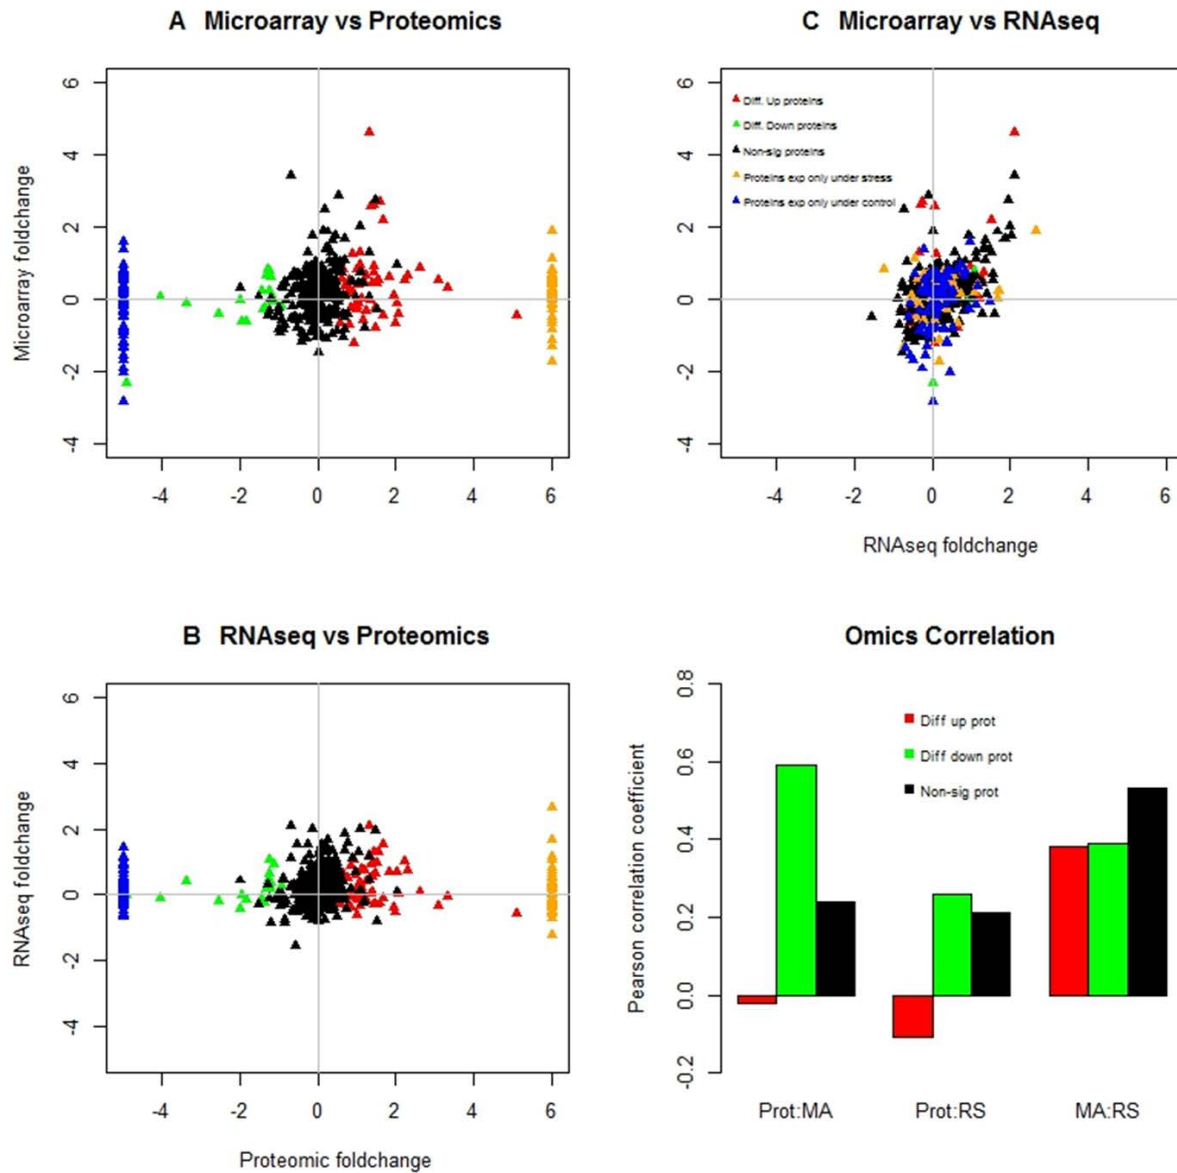 A Microarray vs Proteomics
Microarray foldchange
6
4
2
0
-2
-4
-4 -2 0 2 4 6
C Microarray vs RNAseq
6
4
2
0
-2
-4
Diff. Up proteins
Diff. Down proteins
Non-sig proteins
Proteins exp only under stress
Proteins exp only under control
-4 -2 0 2 4 6
RNAseq foldchange
B RNAseq vs Proteomics
RNAseq foldchange
6
4
2
0
-2
-4
-4 -2 0 2 4 6
Proteomic foldchange
Omics Correlation
Pearson correlation coefficient
0.8
0.6
0.4
0.2
0.0
-0.2
Diff up prot
Diff down prot
Non-sig prot
Prot:MA Prot:RS MA:RS